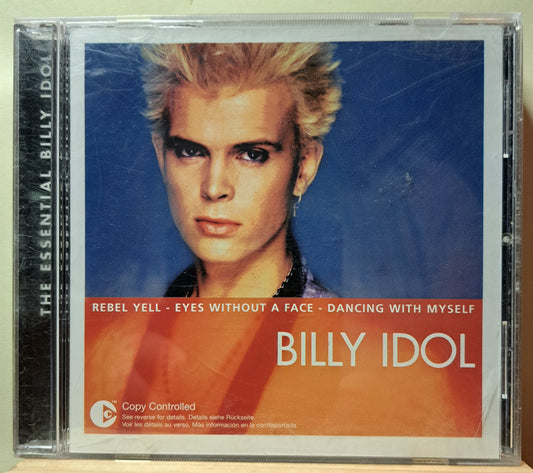 THE ESSENTIAL BILLY IDOL
REBEL YELL - EYES WITHOUT A FACE - DANCING WITH MYSELF
BILLY IDOL
Copy Controlled
See reverse for details. Details siehe Rückseite.
Voir les détails au verso. Más información en la contraportada.
TM